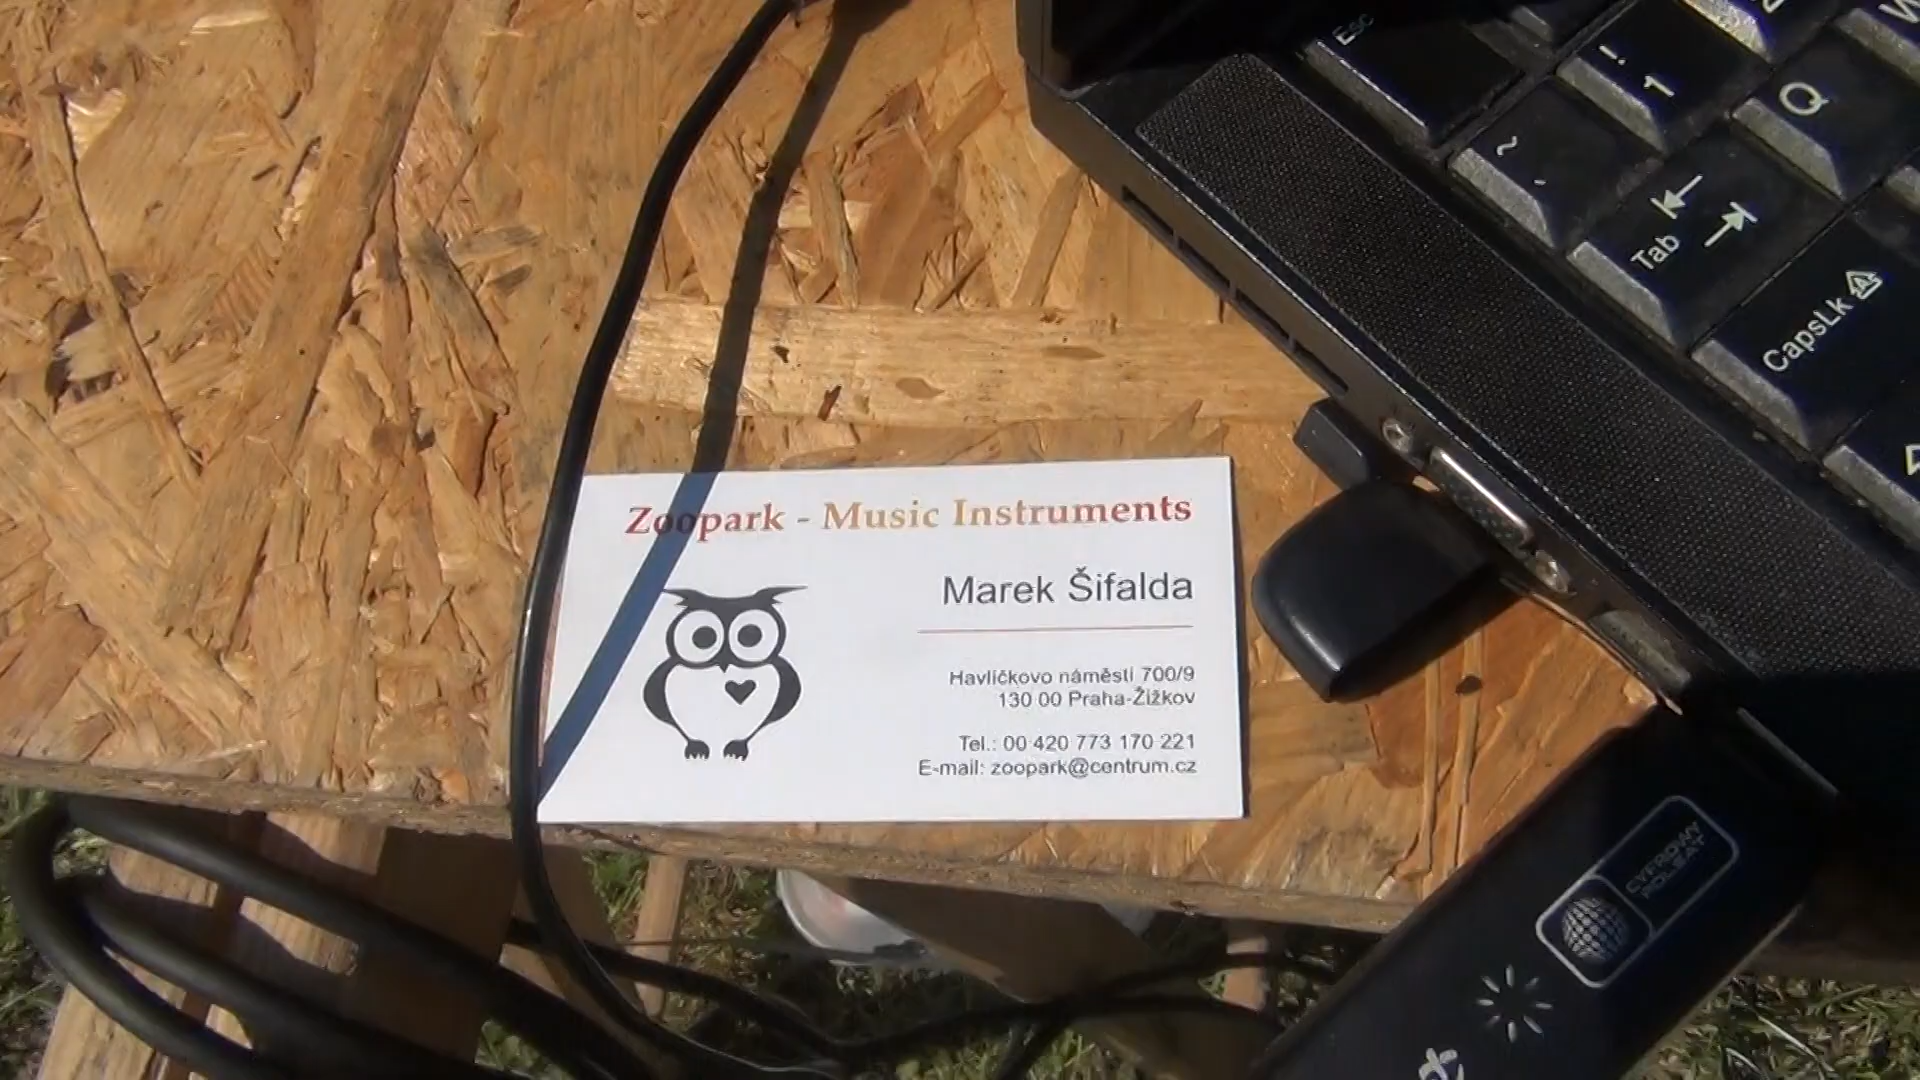 Zoopark - Music Instruments
Marek Šifalda
Havlíčkovo náměstí 700/9
130 00 Praha-Žižkov
Tel.: 00 420 773 170 221
E-mail: zoopark@centrum.cz
Esc
! 1
Q
~ `
Tab
CapsLk A
CYFROWY
POLSAT